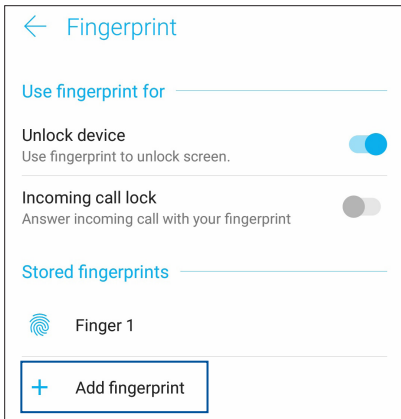 Fingerprint
Use fingerprint for
Unlock device
Use fingerprint to unlock screen.
Incoming call lock
Answer incoming call with your fingerprint
Stored fingerprints
Finger 1
+ Add fingerprint